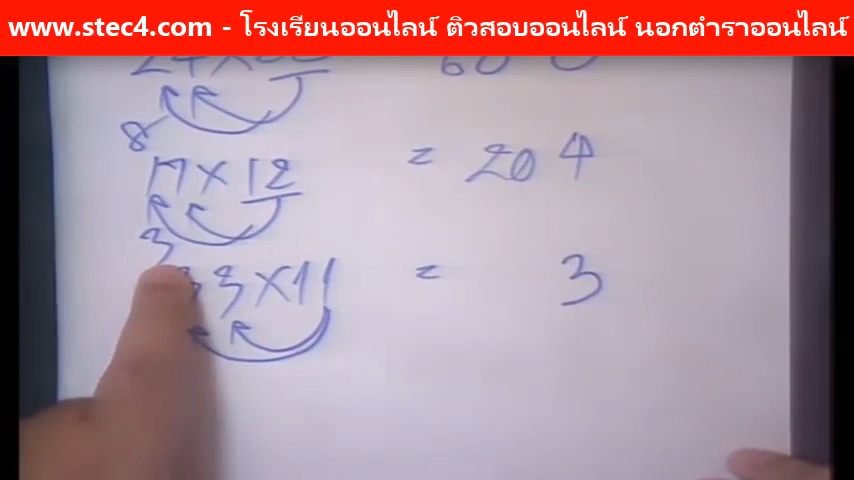 www.stec4.com - โรงเรียนออนไลน์ ติวสอบออนไลน์ นอกตำราออนไลน์
8
17 × 12 = 204
3
33 × 11 = 3